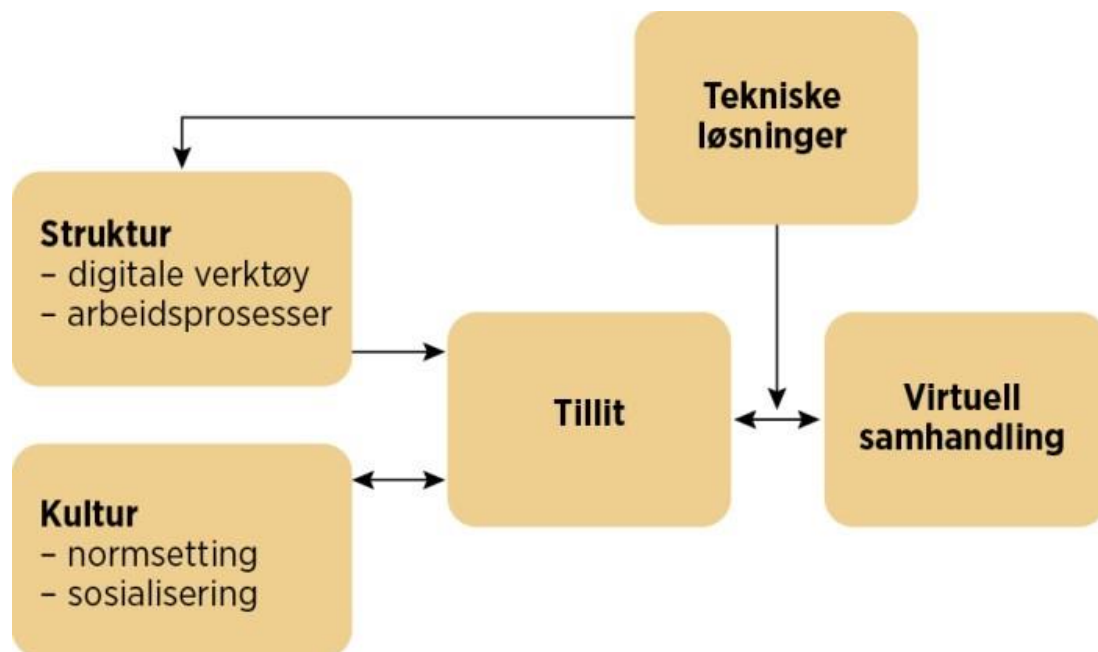 Tekniske
løsninger
Struktur
– digitale verktøy
– arbeidsprosesser
Tillit
Virtuell
samhandling
Kultur
– normsetting
– sosialisering